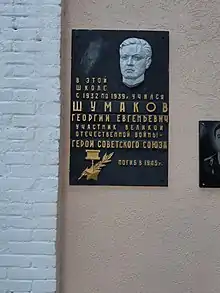 В ЭТОЙ
ШКОЛЕ
С 1932 ПО 1939г. УЧИЛСЯ
ШУМАКОВ
ГЕОРГИЙ ЕВГЕНЬЕВИЧ
УЧАСТНИК ВЕЛИКОЙ
ОТЕЧЕСТВЕННОЙ ВОЙНЫ-
ГЕРОЙ СОВЕТСКОГО СОЮЗА
ПОГИБ В 1945г.